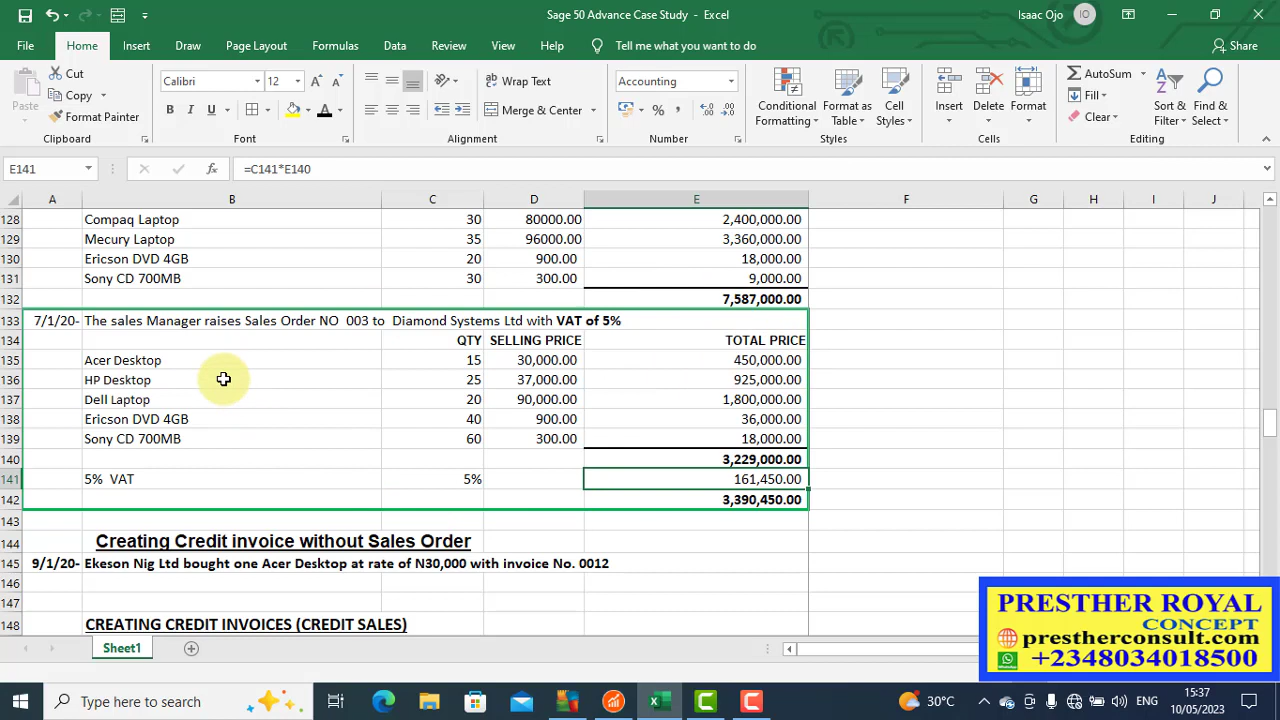 Sage 50 Advance Case Study - Excel
Isaac Ojo
IO
File Home Insert Draw Page Layout Formulas Data Review View Help Tell me what you want to do Share
Paste
Cut
Copy
Format Painter
Clipboard
Calibri 12
B I U
Font
Wrap Text
Merge & Center
Alignment
Accounting
Number
Conditional Formatting
Format as Table
Cell Styles
Styles
Insert
Delete
Format
Cells
AutoSum
Fill
Clear
Sort & Filter
Find & Select
Editing
E141 fx =C141*E140
A B C D E F G H I J
128 Compaq Laptop 30 80000.00 2,400,000.00
129 Mecury Laptop 35 96000.00 3,360,000.00
130 Ericson DVD 4GB 20 900.00 18,000.00
131 Sony CD 700MB 30 300.00 9,000.00
132 7,587,000.00
133 7/1/20- The sales Manager raises Sales Order NO 003 to Diamond Systems Ltd with VAT of 5%
134 QTY SELLING PRICE TOTAL PRICE
135 Acer Desktop 15 30,000.00 450,000.00
136 HP Desktop 25 37,000.00 925,000.00
137 Dell Laptop 20 90,000.00 1,800,000.00
138 Ericson DVD 4GB 40 900.00 36,000.00
139 Sony CD 700MB 60 300.00 18,000.00
140 3,229,000.00
141 5% VAT 5% 161,450.00
142 3,390,450.00
143
144 Creating Credit invoice without Sales Order
145 9/1/20- Ekeson Nig Ltd bought one Acer Desktop at rate of N30,000 with invoice No. 0012
146
147
148 CREATING CREDIT INVOICES (CREDIT SALES)
Sheet1
PRESTHER ROYAL
CONCEPT
prestherconsult.com
+2348034018500
Type here to search
30°C
ENG
15:37
10/05/2023